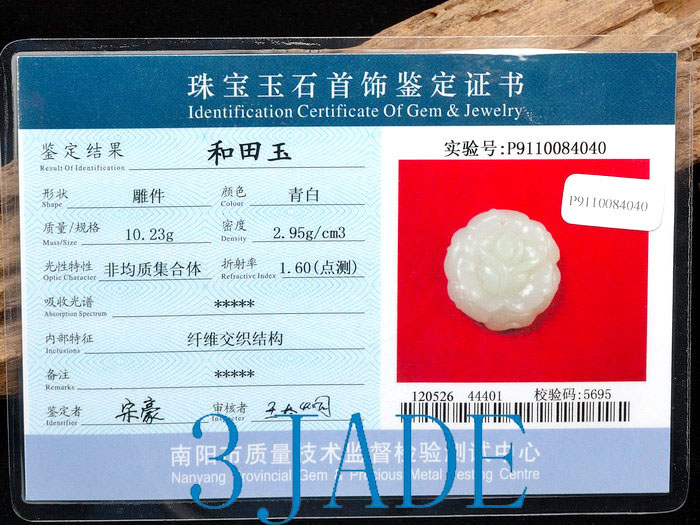 珠宝玉石首饰鉴定证书
Identification Certificate Of Gem & Jewelry
鉴定结果 和田玉
Result Of Identification
实验号:P9110084040
形状 雕件 颜色 青白
Shape Colour
P9110084040
质量/规格 10.23g 密度 2.95g/cm3
Mass/Size Density
光性特性 非均质集合体 折射率 1.60(点测)
Optic Character Refractive Index
吸收光谱 *****
Absorption Spectrum
内部特征 纤维交织结构
Inclusions
备注 *****
Remarks
120526 44401 校验码:5695
鉴定者 宋豪 审核者
Identifier Inspecter
3 JADE
南阳市质量技术监督检验测试中心
Nanyang Provincial Gem & Precious Metal Testing Centre